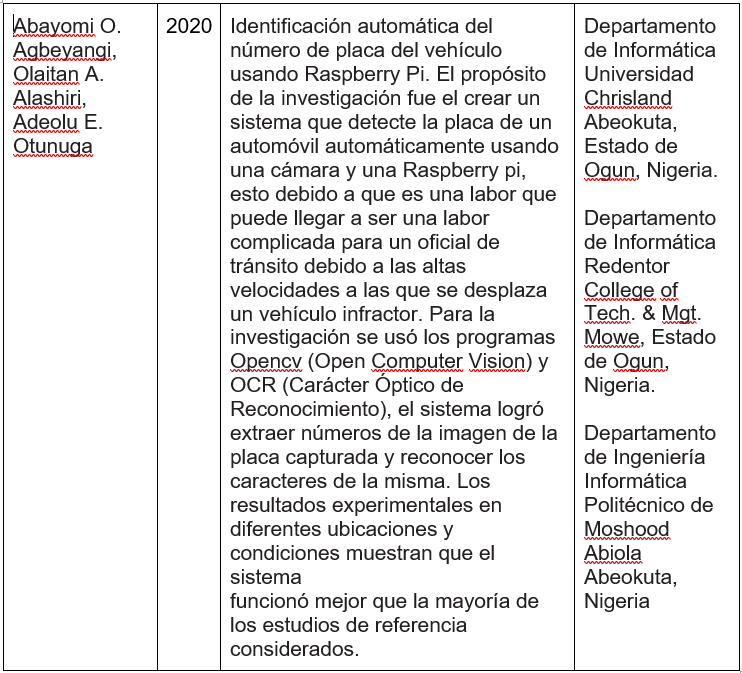 Abayomi O.
Agbeyangi,
Olaitan A.
Alashiri,
Adeolu E.
Otunuga
2020
Identificación automática del
número de placa del vehículo
usando Raspberry Pi. El propósito
de la investigación fue el crear un
sistema que detecte la placa de un
automóvil automáticamente usando
una cámara y una Raspberry pi,
esto debido a que es una labor que
puede llegar a ser una labor
complicada para un oficial de
tránsito debido a las altas
velocidades a las que se desplaza
un vehículo infractor. Para la
investigación se usó los programas
Opencv (Open Computer Vision) y
OCR (Carácter Óptico de
Reconocimiento), el sistema logró
extraer números de la imagen de la
placa capturada y reconocer los
caracteres de la misma. Los
resultados experimentales en
diferentes ubicaciones y
condiciones muestran que el
sistema
funcionó mejor que la mayoría de
los estudios de referencia
considerados.
Departamento
de Informática
Universidad
Chrisland
Abeokuta,
Estado de
Ogun, Nigeria.
Departamento
de Informática
Redentor
College of
Tech. & Mgt.
Mowe, Estado
de Ogun,
Nigeria.
Departamento
de Ingeniería
Informática
Politécnico de
Moshood
Abiola
Abeokuta,
Nigeria